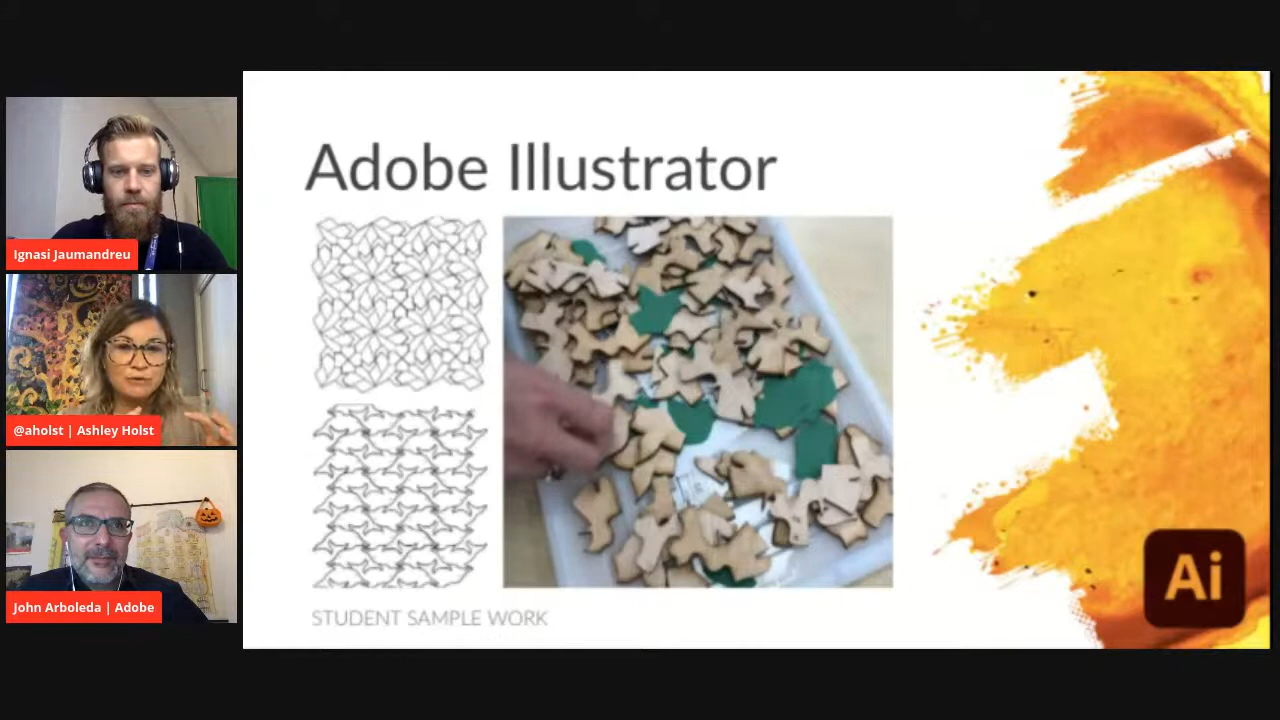 Ignasi Jaumandreu
@aholst | Ashley Holst
John Arboleda | Adobe
Adobe Illustrator
STUDENT SAMPLE WORK
Ai